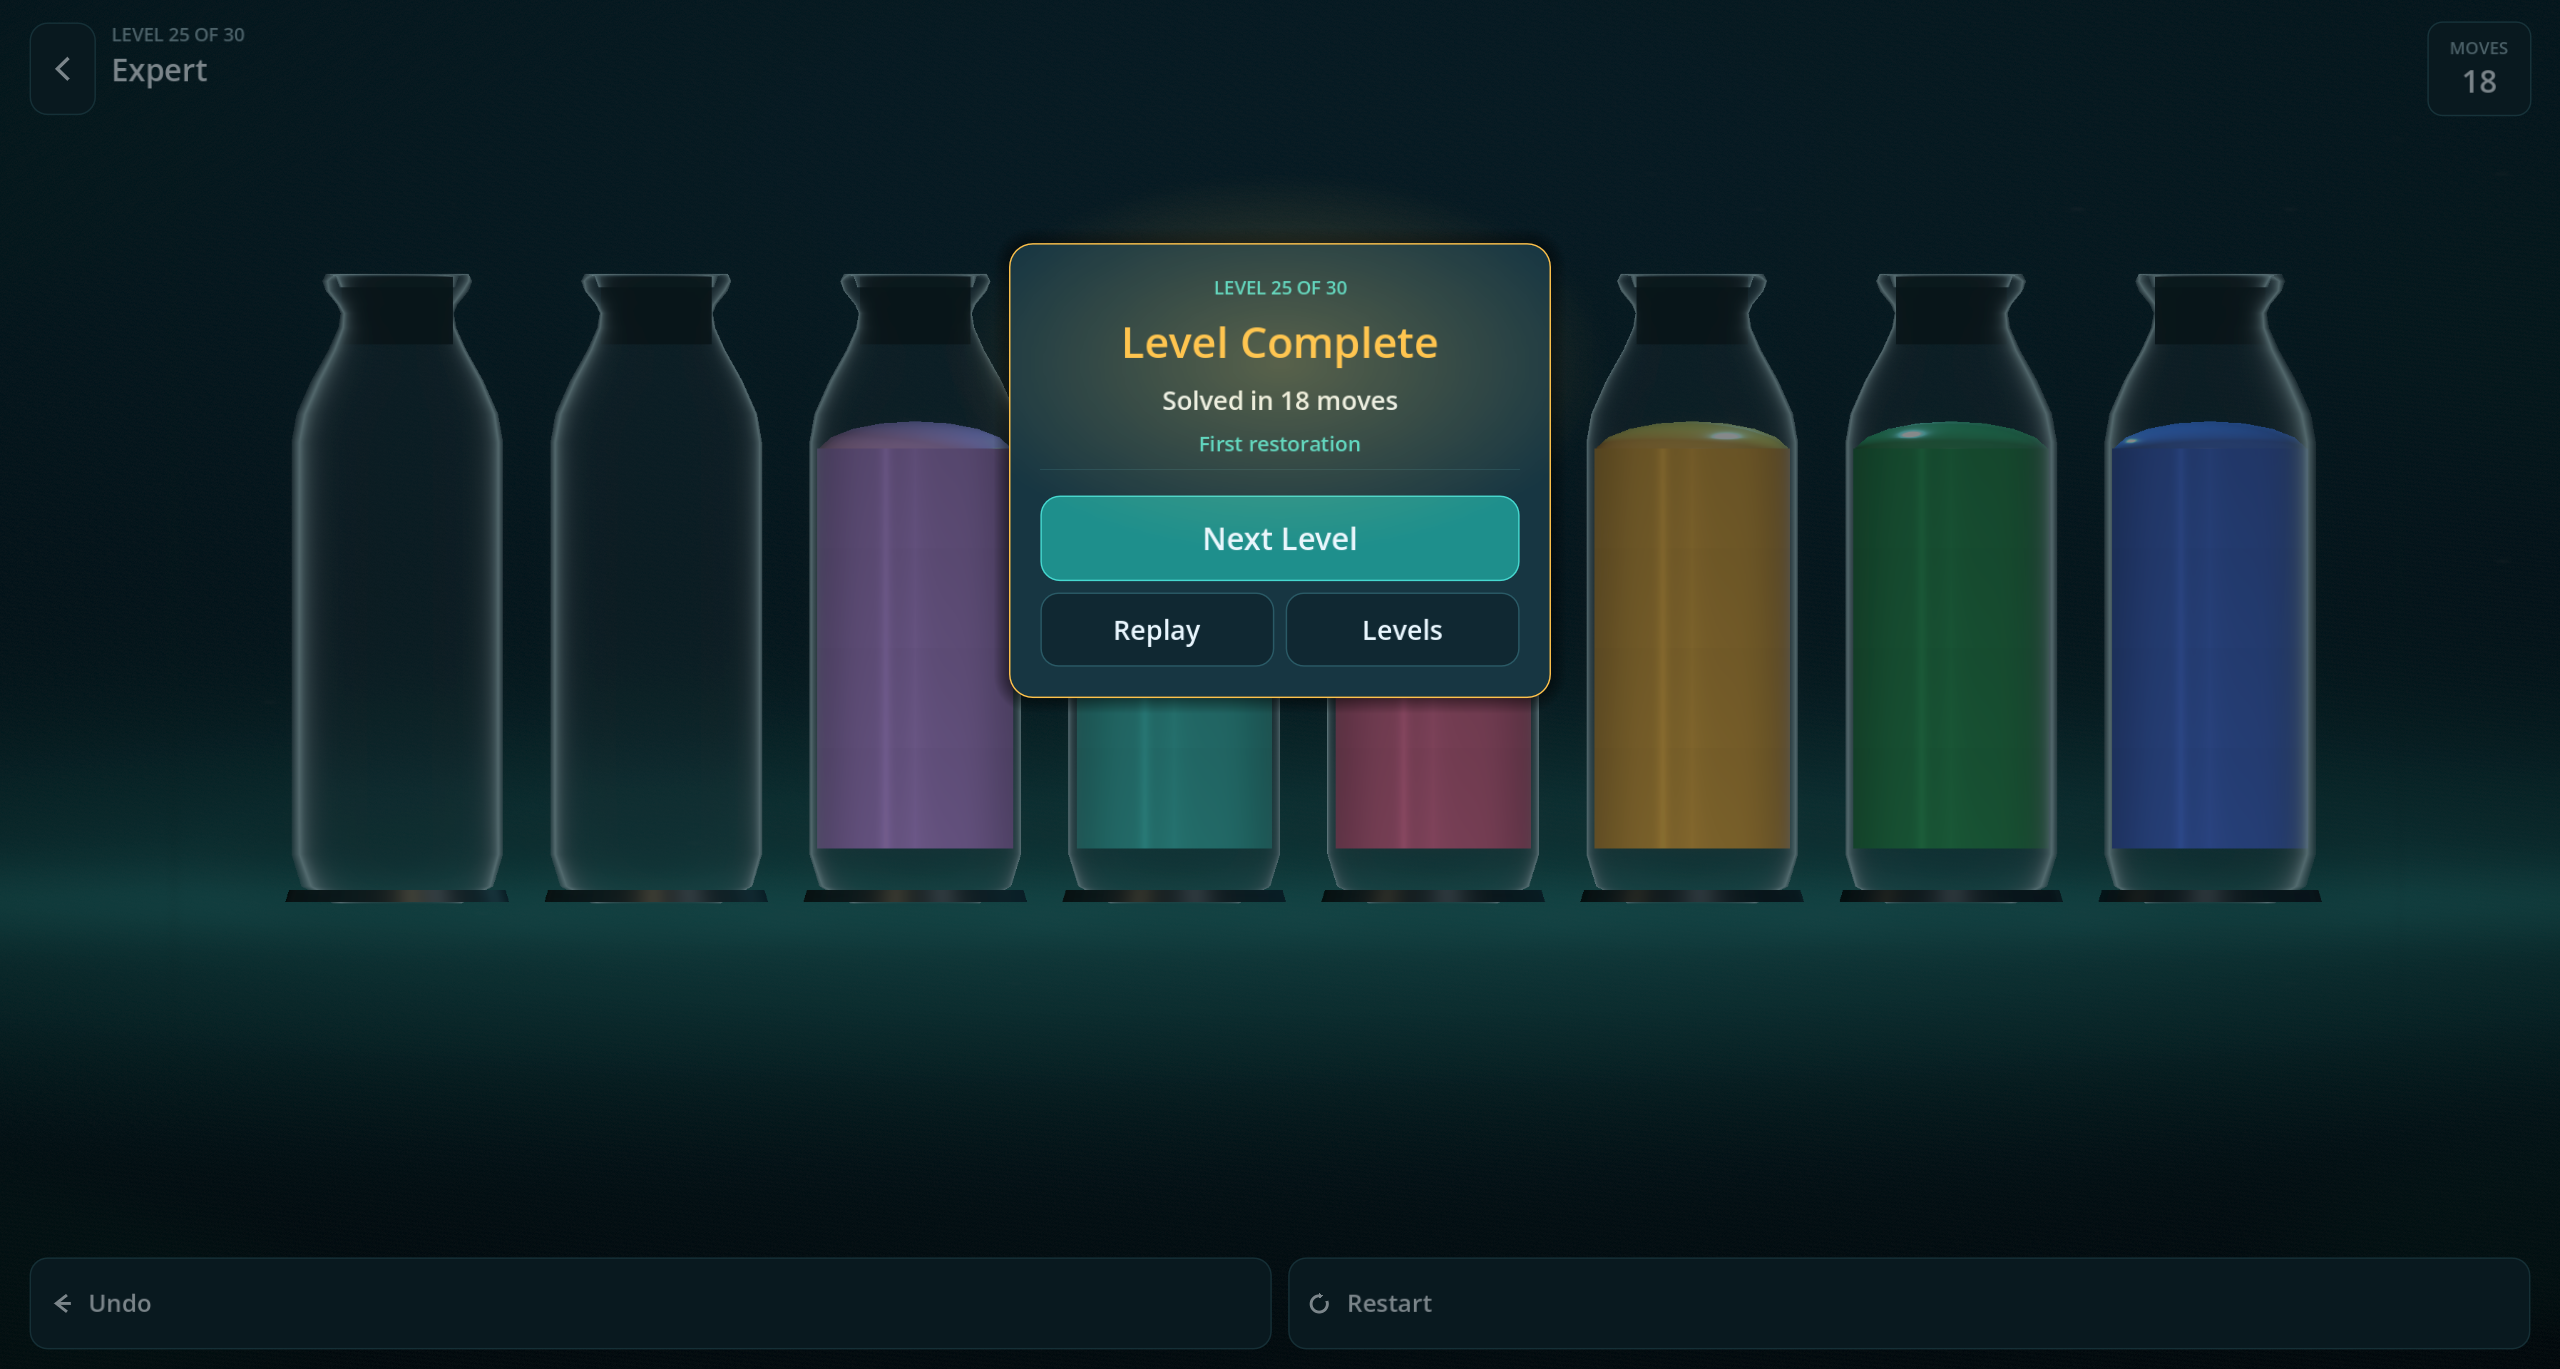 LEVEL 25 OF 30
Expert
MOVES
18
LEVEL 25 OF 30
Level Complete
Solved in 18 moves
First restoration
Next Level
Replay
Levels
Undo
Restart